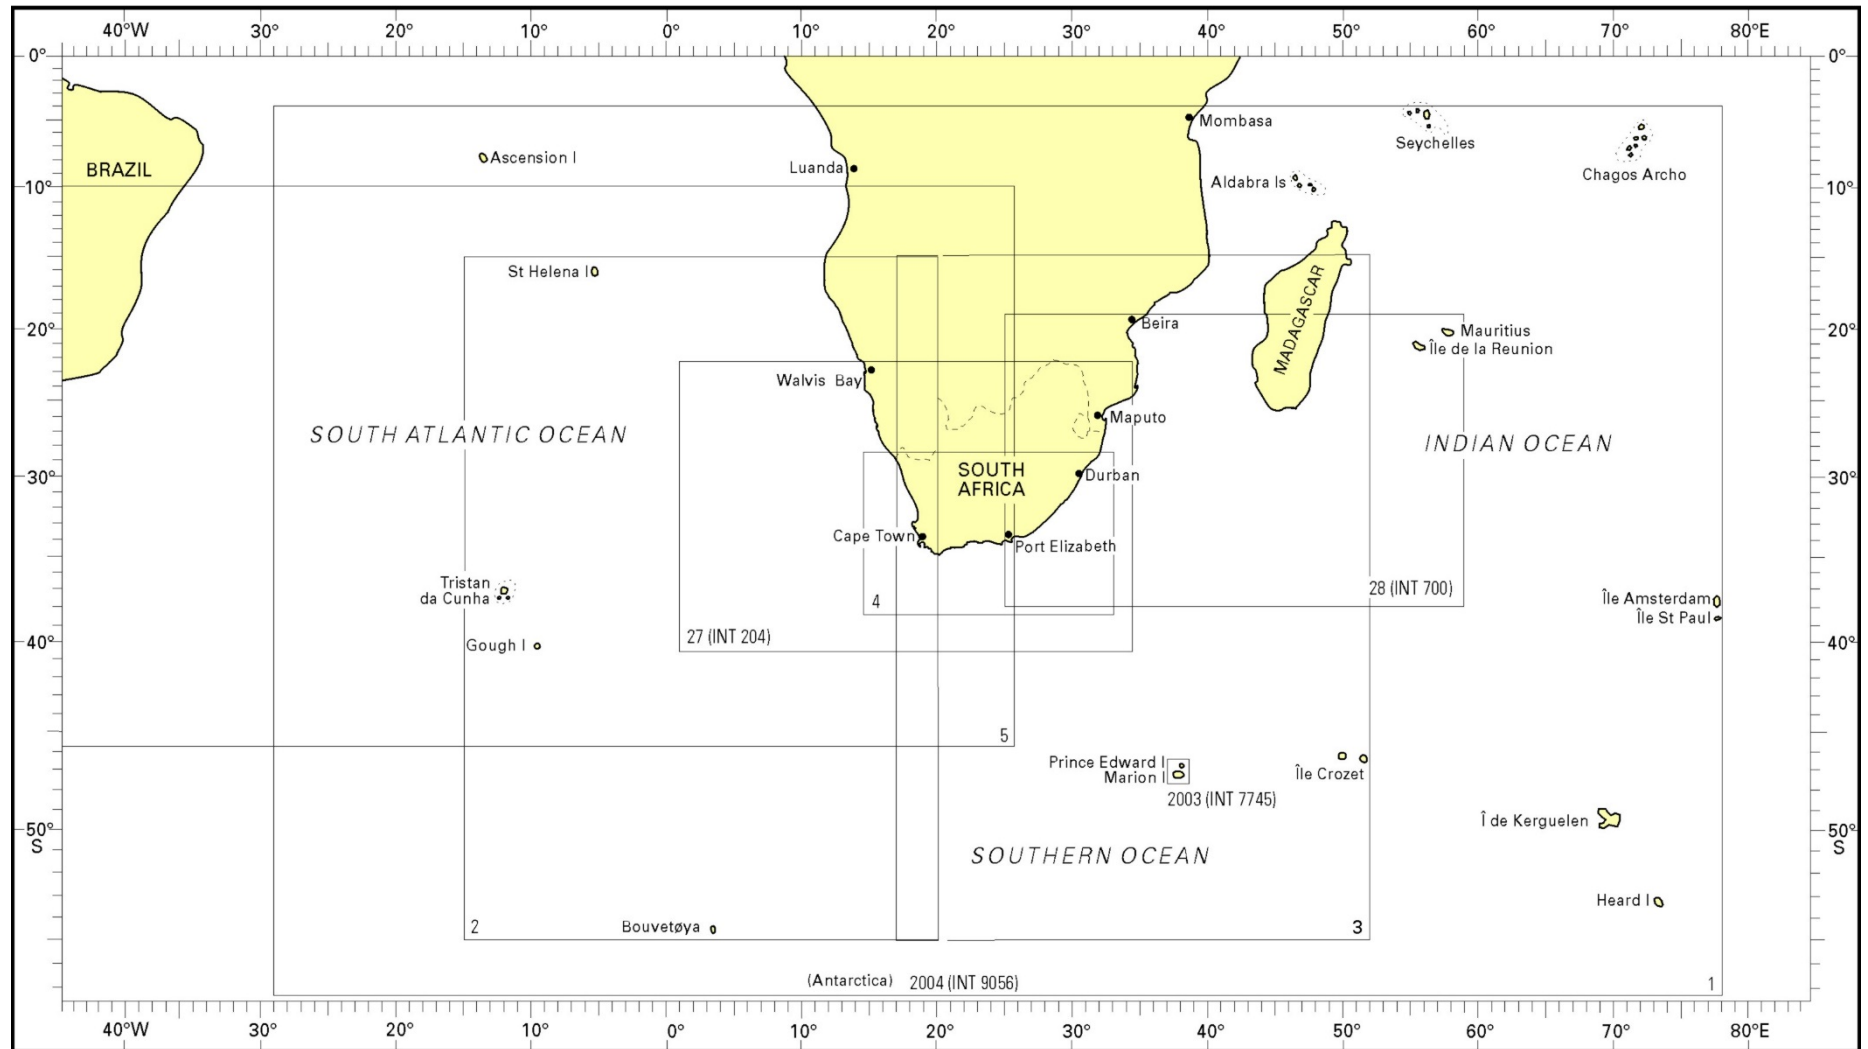 40°W 30° 20° 10° 0° 10° 20° 30° 40° 50° 60° 70° 80°E
0° 0°
Mombasa
Seychelles
BRAZIL
Ascension I
Luanda
Chagos Archo
Aldabra Is
10° 10°
St Helena I
MADAGASCAR
20° 20°
Beira
Mauritius
Île de la Reunion
Walvis Bay
Maputo
SOUTH ATLANTIC OCEAN
INDIAN OCEAN
SOUTH
AFRICA
30° 30°
Durban
Cape Town
Port Elizabeth
Tristan
da Cunha
28 (INT 700)
4
Île Amsterdam
Île St Paul
27 (INT 204)
40° 40°
Gough I
5
Prince Edward I
Marion I
Île Crozet
2003 (INT 7745)
Î de Kerguelen
50° 50°
S S
SOUTHERN OCEAN
Heard I
Bouvetøya
2
3
(Antarctica) 2004 (INT 9056)
1
40°W 30° 20° 10° 0° 10° 20° 30° 40° 50° 60° 70° 80°E